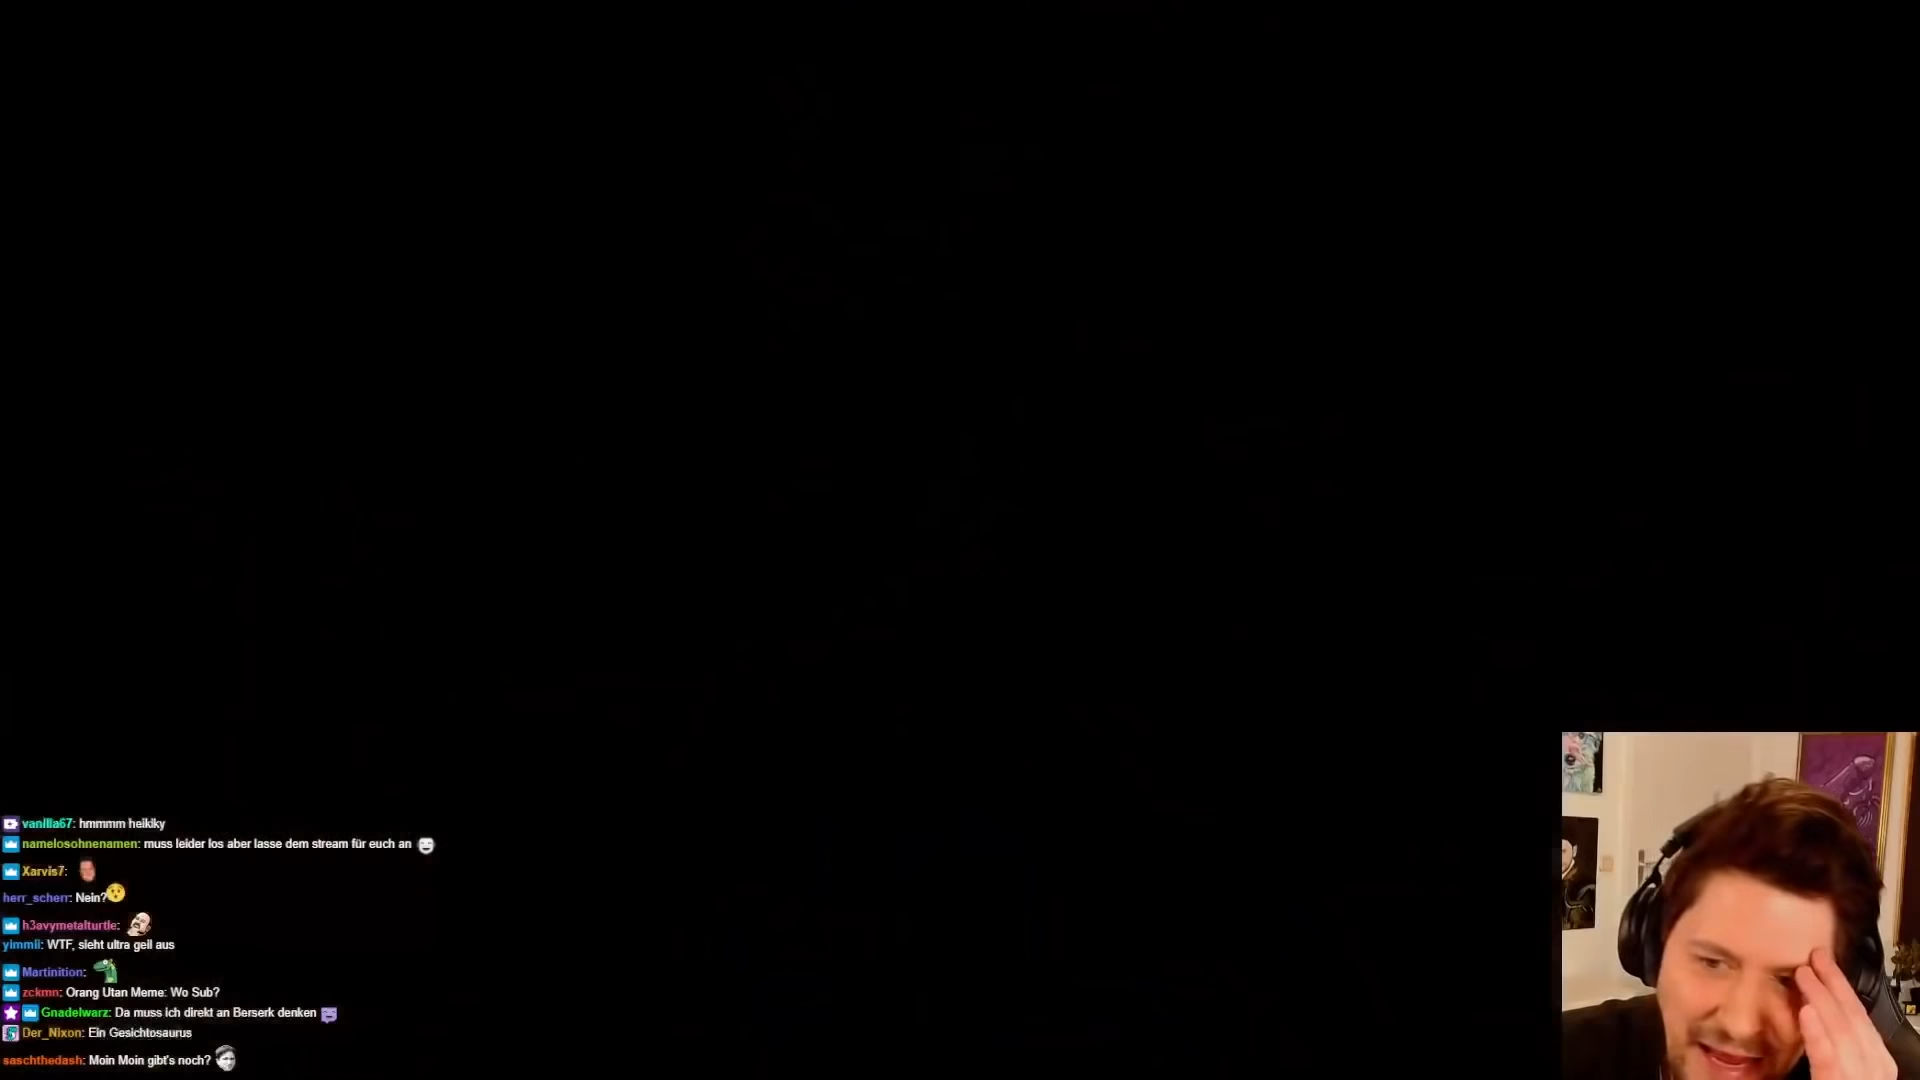 vanilla67: hmmmm heikiky
namelosohnenamen: muss leider los aber lasse dem stream für euch an
Xarvis7:
herr_scherr: Nein?
h3avymetalturtle:
yimmii: WTF, sieht ultra geil aus
Martinition:
zckmn: Orang Utan Meme: Wo Sub?
Gnadelwarz: Da muss ich direkt an Berserk denken
Der_Nixon: Ein Gesichtosaurus
saschthedash: Moin Moin gibt's noch?